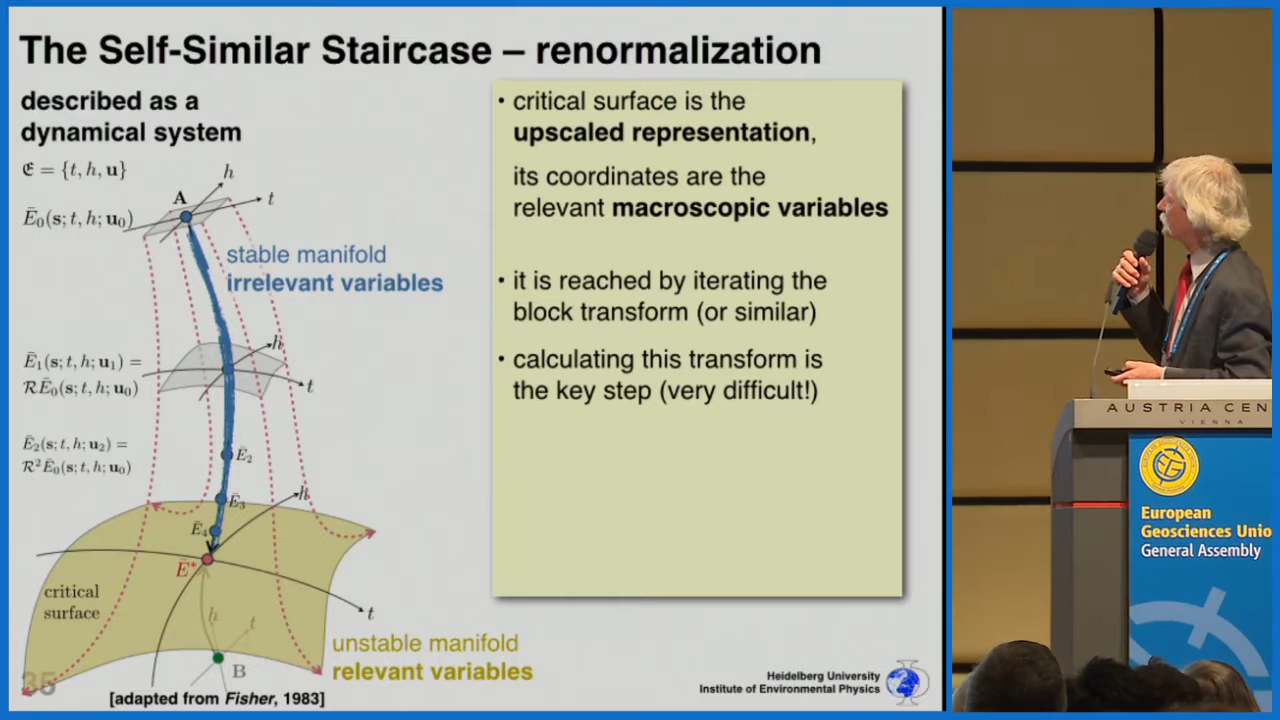 The Self-Similar Staircase – renormalization
described as a
dynamical system
𝔈 = {t, h, u}
A
h
t
Ē₀(s; t, h; u₀)
stable manifold
irrelevant variables
h
t
Ē₁(s; t, h; u₁) =
ℛĒ₀(s; t, h; u₀)
Ē₂(s; t, h; u₂) =
ℛ²Ē₀(s; t, h; u₀)
Ē₂
Ē₃
h
Ē₄
Ē*
critical
surface
h
t
t
B
unstable manifold
relevant variables
35
[adapted from Fisher, 1983]
• critical surface is the
upscaled representation,
its coordinates are the
relevant macroscopic variables
• it is reached by iterating the
block transform (or similar)
• calculating this transform is
the key step (very difficult!)
Heidelberg University
Institute of Environmental Physics
AUSTRIA CEN
VIENNA
European
Geosciences Unio
General Assembly